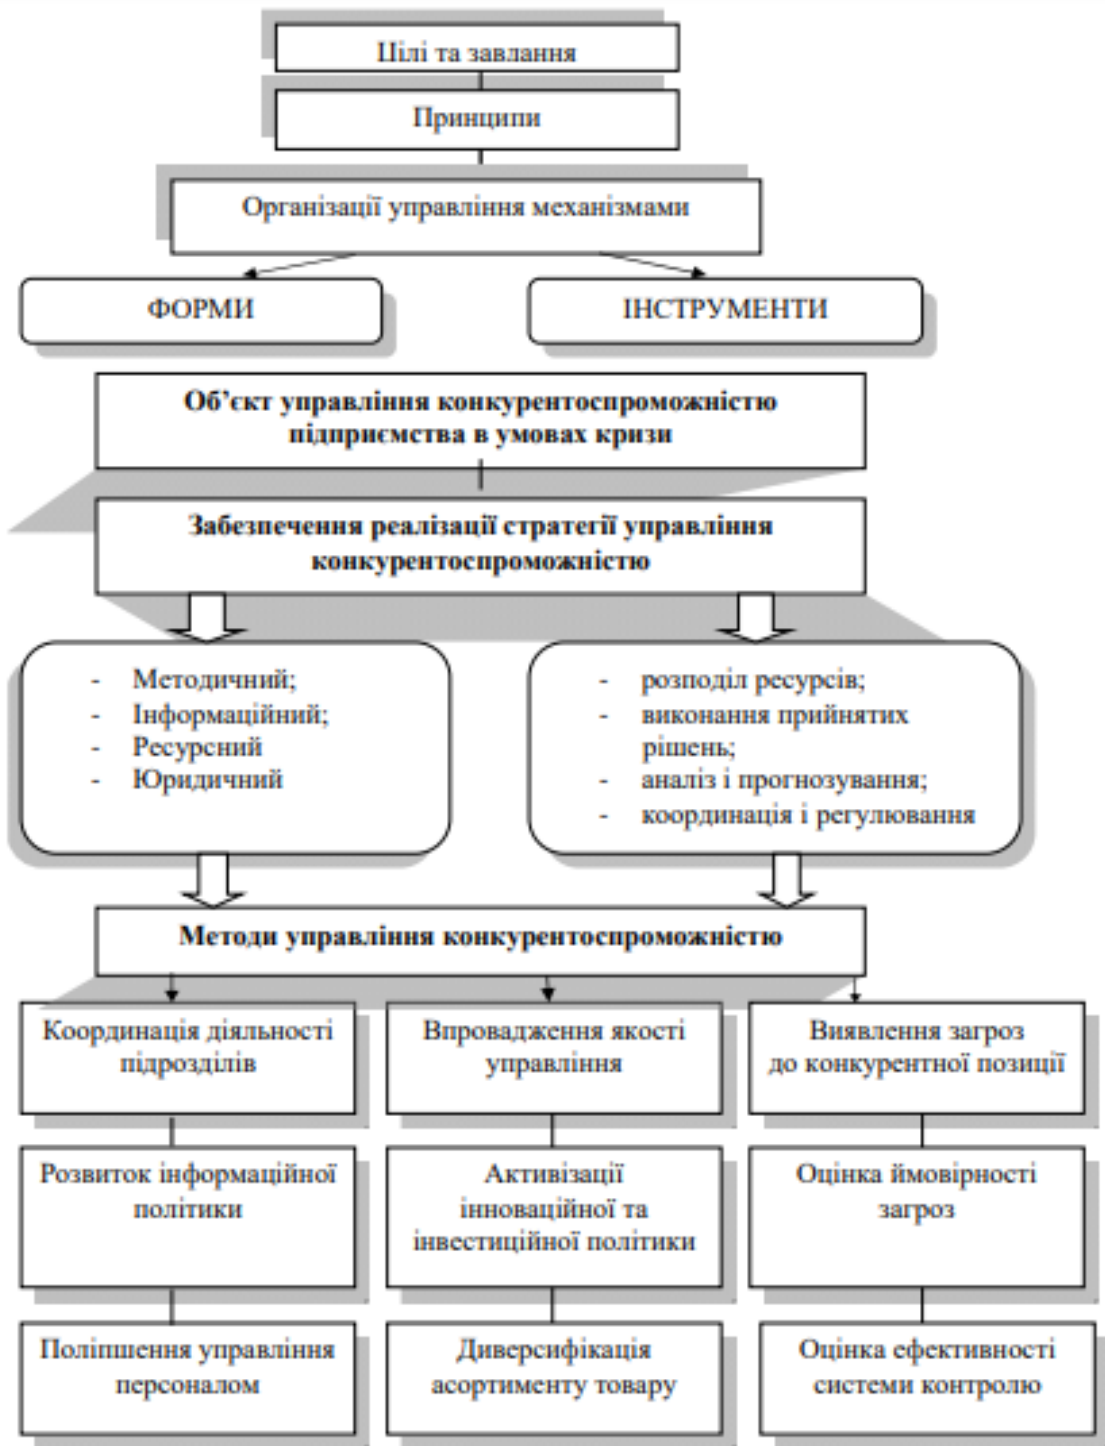 Цілі та завлання
Принципи
Організації управління механізмами
ФОРМИ
ІНСТРУМЕНТИ
Об’єкт управління конкурентоспроможністю
підприємства в умовах кризи
Забезпечення реалізації стратегії управління
конкурентоспроможністю
- Методичний;
- Інформаційний;
- Ресурсний
- Юридичний
- розподіл ресурсів;
- виконання прийнятих
рішень;
- аналіз і прогнозування;
- координація і регулювання
Методи управління конкурентоспроможністю
Координація діяльності
підрозділів
Впровадження якості
управління
Виявлення загроз
до конкурентної позиції
Розвиток інформаційної
політики
Активізації
інноваційної та
інвестиційної політики
Оцінка ймовірності
загроз
Поліпшення управління
персоналом
Диверсифікація
асортименту товару
Оцінка ефективності
системи контролю